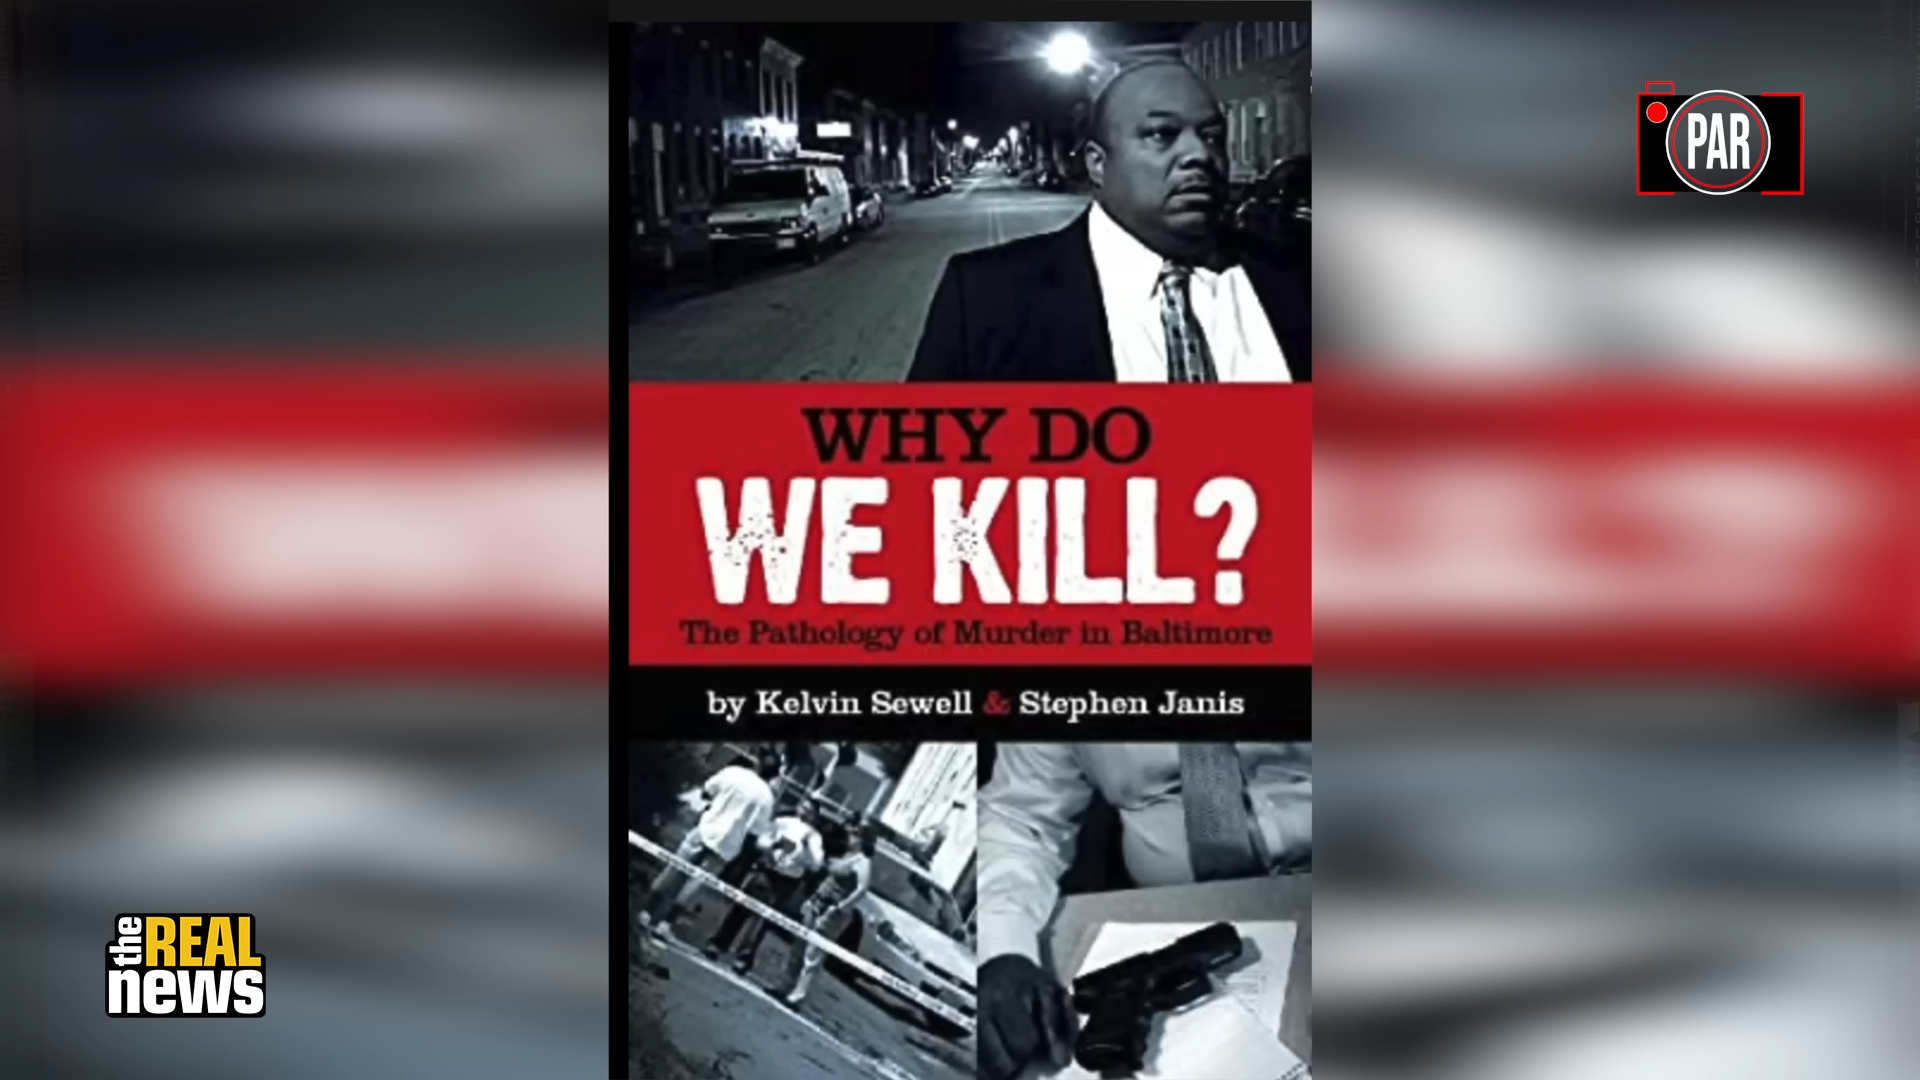 PAR
WHY DO
WE KILL?
The Pathology of Murder in Baltimore
by Kelvin Sewell & Stephen Janis
the REAL
news